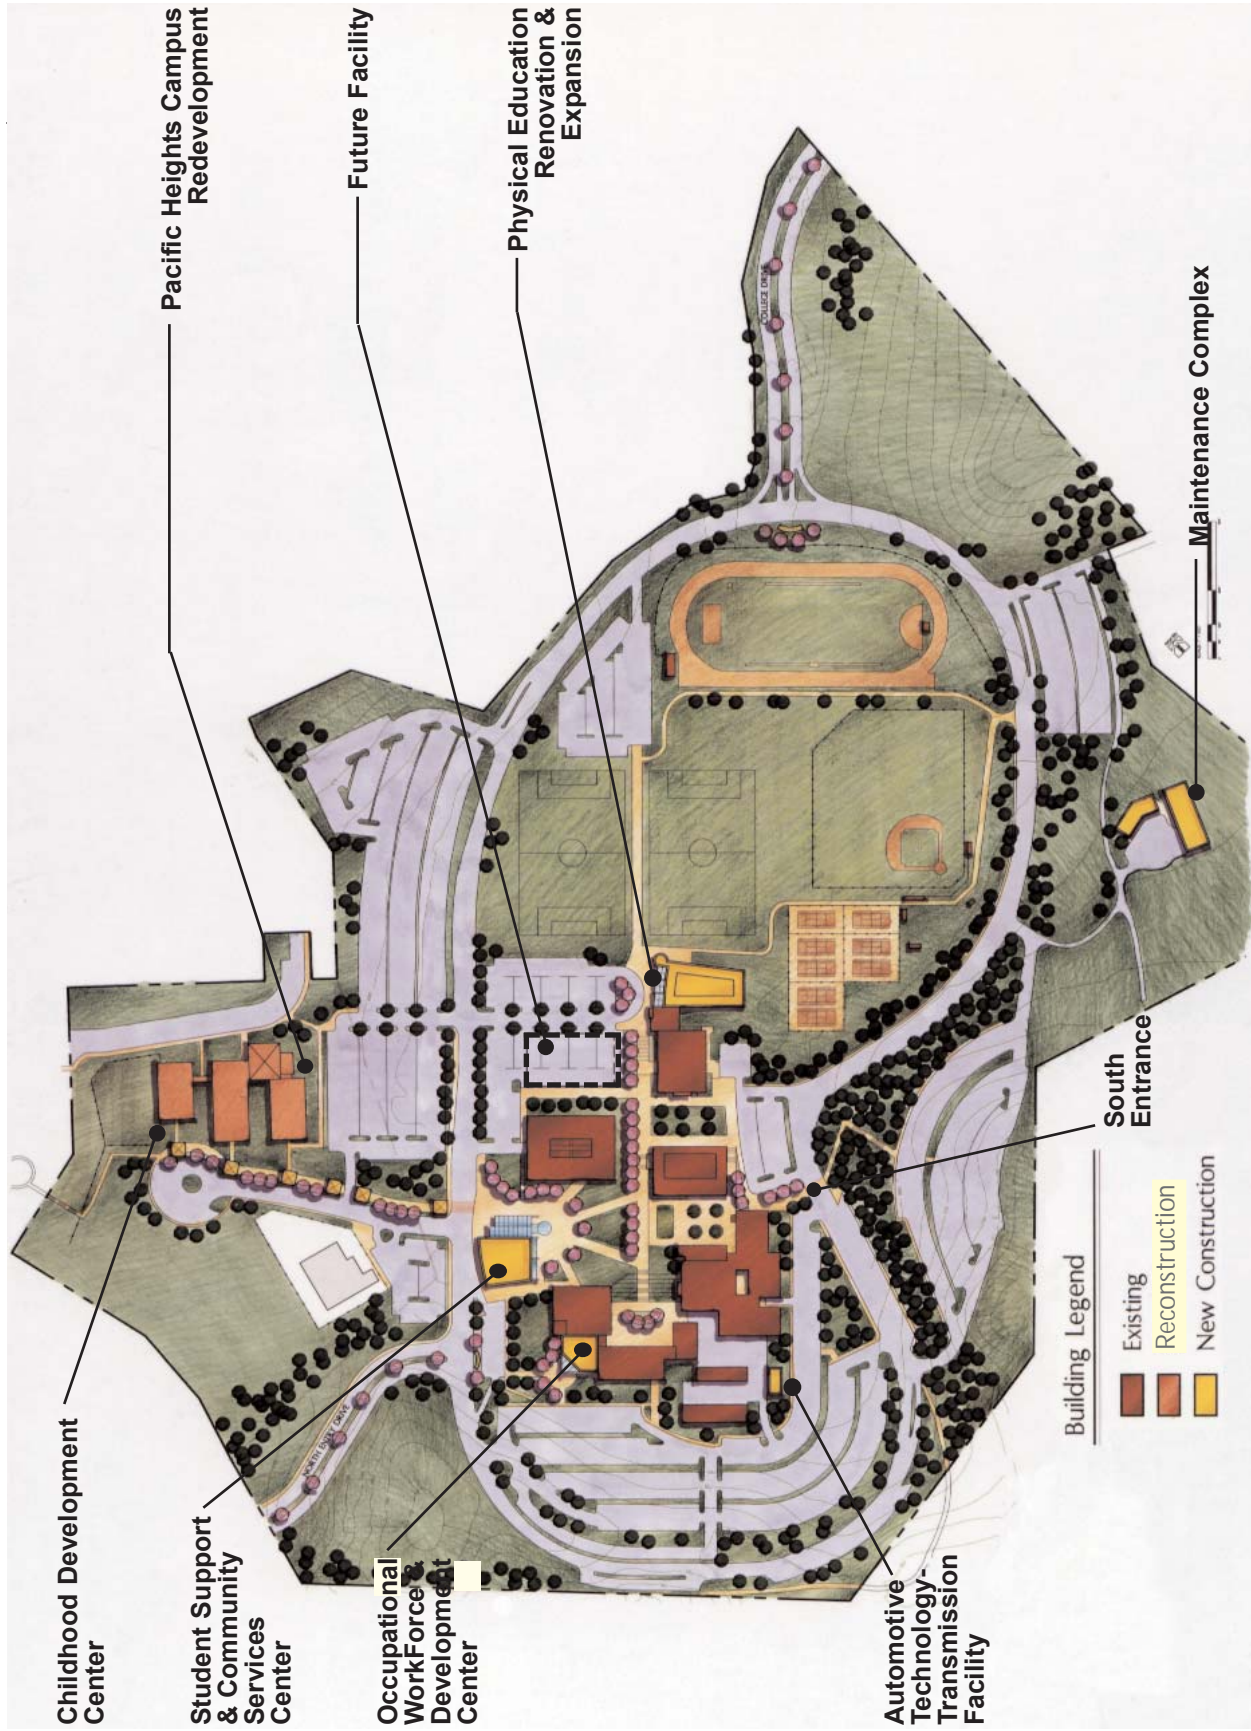 Childhood Development
Center
Student Support
& Community
Services
Center
Occupational
WorkForce &
Development
Center
Automotive
Technology-
Transmission
Facility
Pacific Heights Campus
Redevelopment
Future Facility
Physical Education
Renovation &
Expansion
Maintenance Complex
South
Entrance
NORTH ENTRY DRIVE
COLLEGE DRIVE
Building Legend
Existing
Reconstruction
New Construction